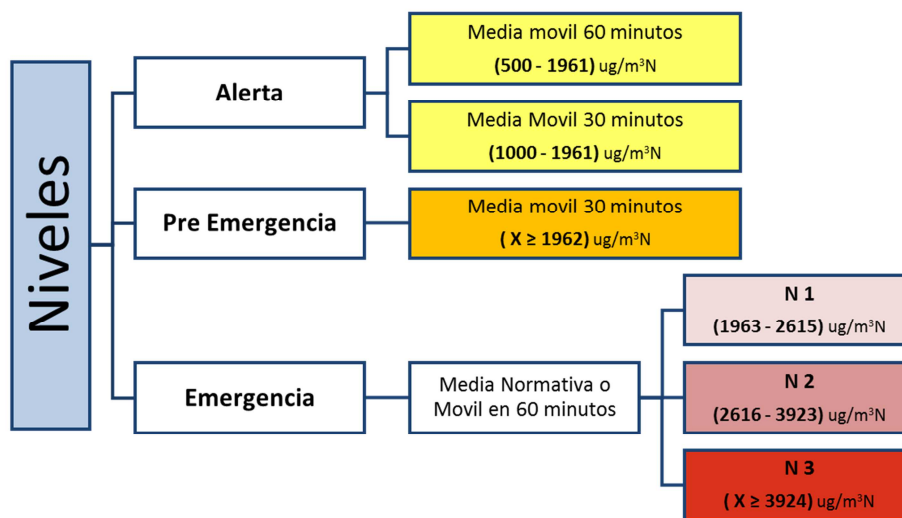 Niveles
Alerta
Media movil 60 minutos
(500 - 1961) ug/m³N
Media Movil 30 minutos
(1000 - 1961) ug/m³N
Pre Emergencia
Media movil 30 minutos
( X ≥ 1962) ug/m³N
Emergencia
Media Normativa o
Movil en 60 minutos
N 1
(1963 - 2615) ug/m³N
N 2
(2616 - 3923) ug/m³N
N 3
( X ≥ 3924) ug/m³N